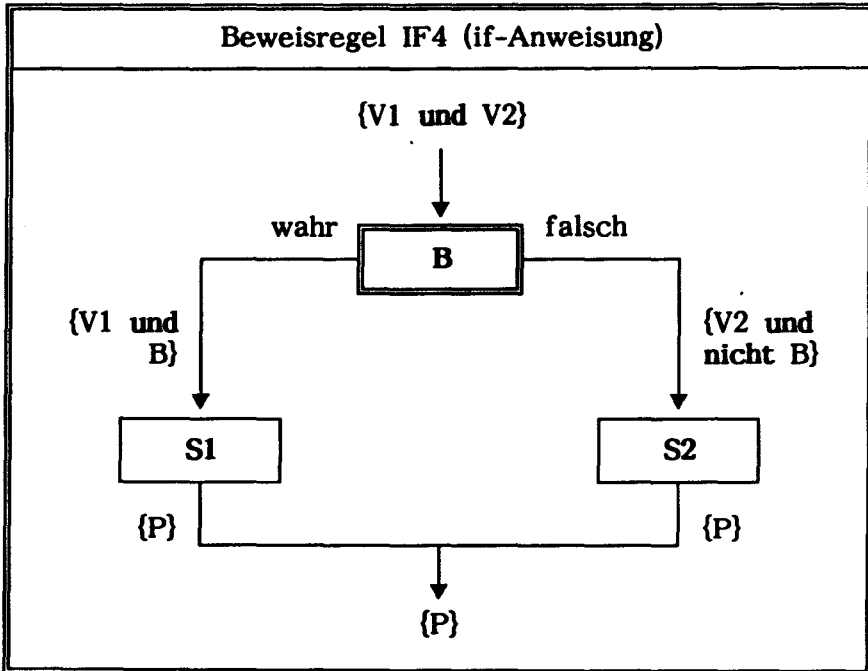 Beweisregel IF4 (if-Anweisung)
{V1 und V2}
wahr
falsch
B
{V1 und
B}
{V2 und
nicht B}
S1
S2
{P}
{P}
{P}